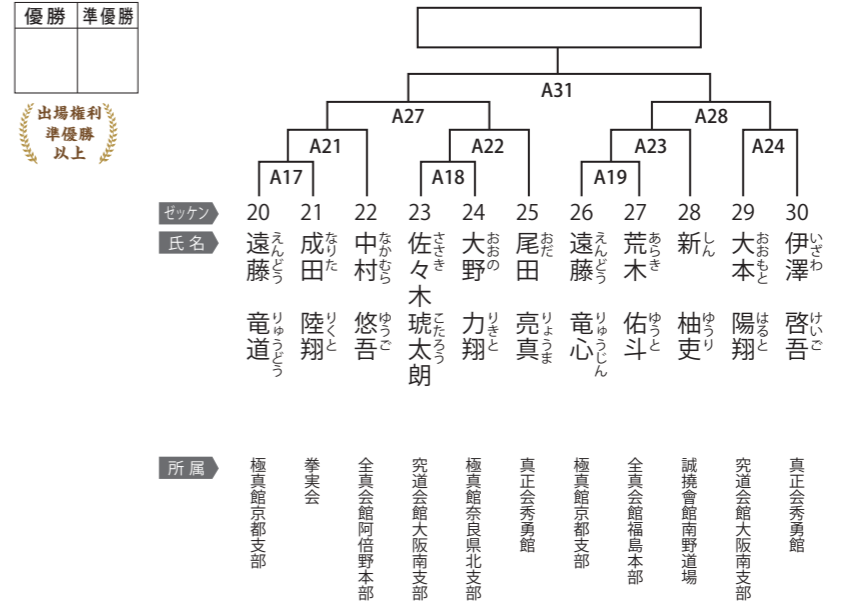 優勝 準優勝
出場権利
準優勝
以上
A31
A27 A28
A21 A22 A23 A24
A17 A18 A19
ゼッケン 20 21 22 23 24 25 26 27 28 29 30
氏名
遠藤 竜道
えんどう りゅうどう
成田 陸翔
なりた りくと
中村 悠吾
なかむら ゆうご
佐々木 琥太朗
ささき こたろう
大野 力翔
おおの りきと
尾田 亮真
おだ りょうま
遠藤 竜心
えんどう りゅうじん
荒木 佑斗
あらき ゆうと
新 柚吏
しん ゆうり
大本 陽翔
おおもと はると
伊澤 啓吾
いざわ けいご
所属
極真館京都支部
拳実会
全真会館阿倍野本部
究道会館大阪南支部
極真館奈良県北支部
真正会秀勇館
極真館京都支部
全真会館福島本部
誠撓會館南野道場
究道会館大阪南支部
真正会秀勇館